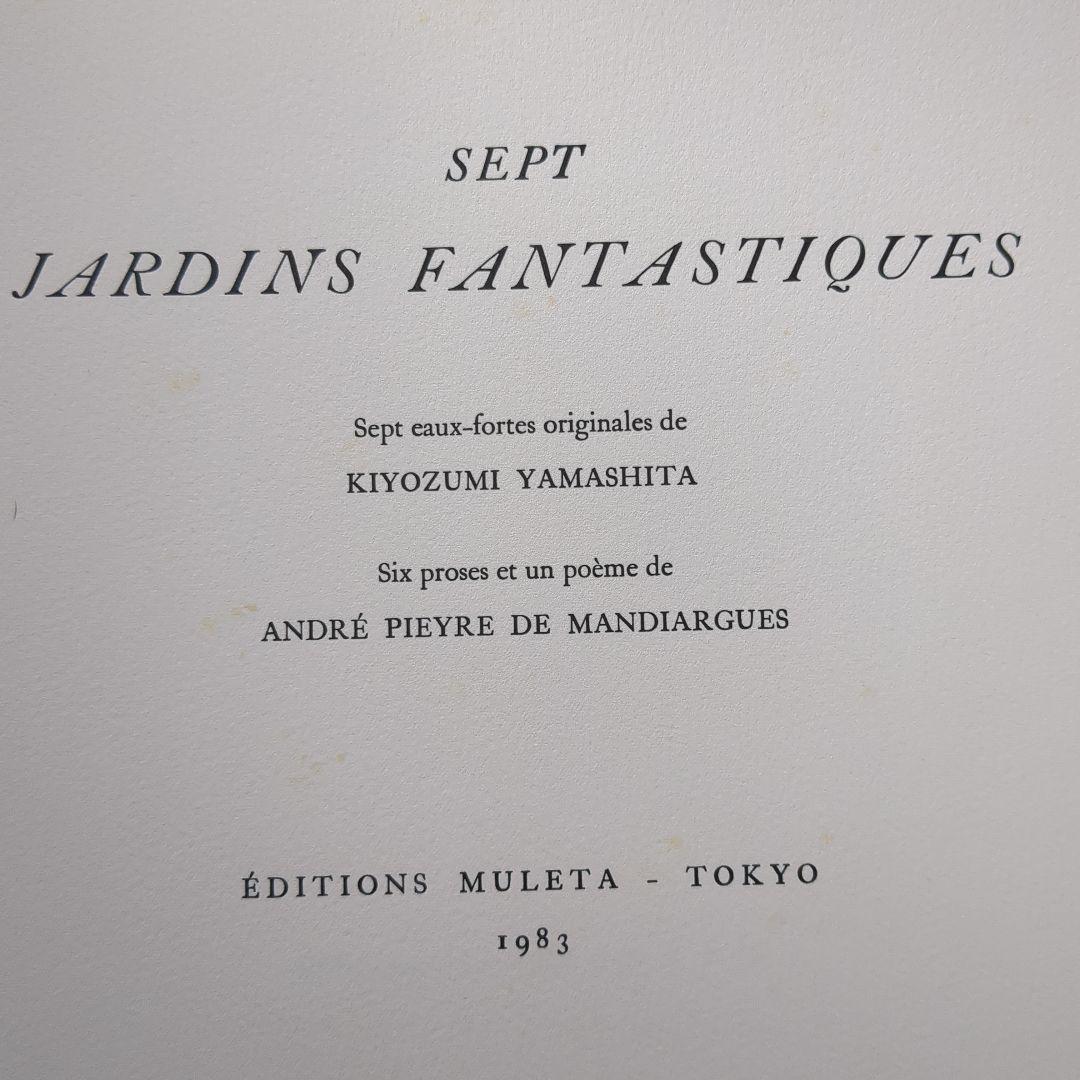 SEPT
JARDINS FANTASTIQUES
Sept eaux-fortes originales de
KIYOZUMI YAMASHITA
Six proses et un poème de
ANDRÉ PIEYRE DE MANDIARGUES
ÉDITIONS MULETA - TOKYO
1983